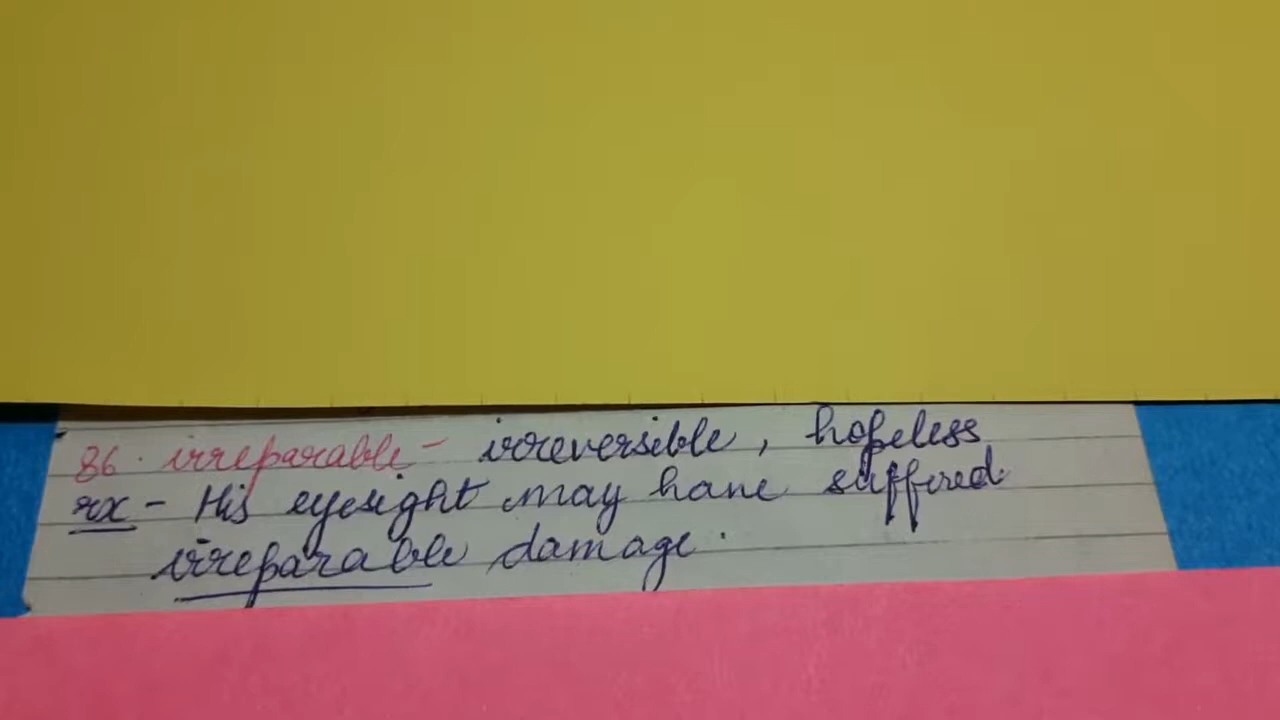 86. irreparable - irreversible, hopeless
ex - His eyesight may have suffered
irreparable damage.